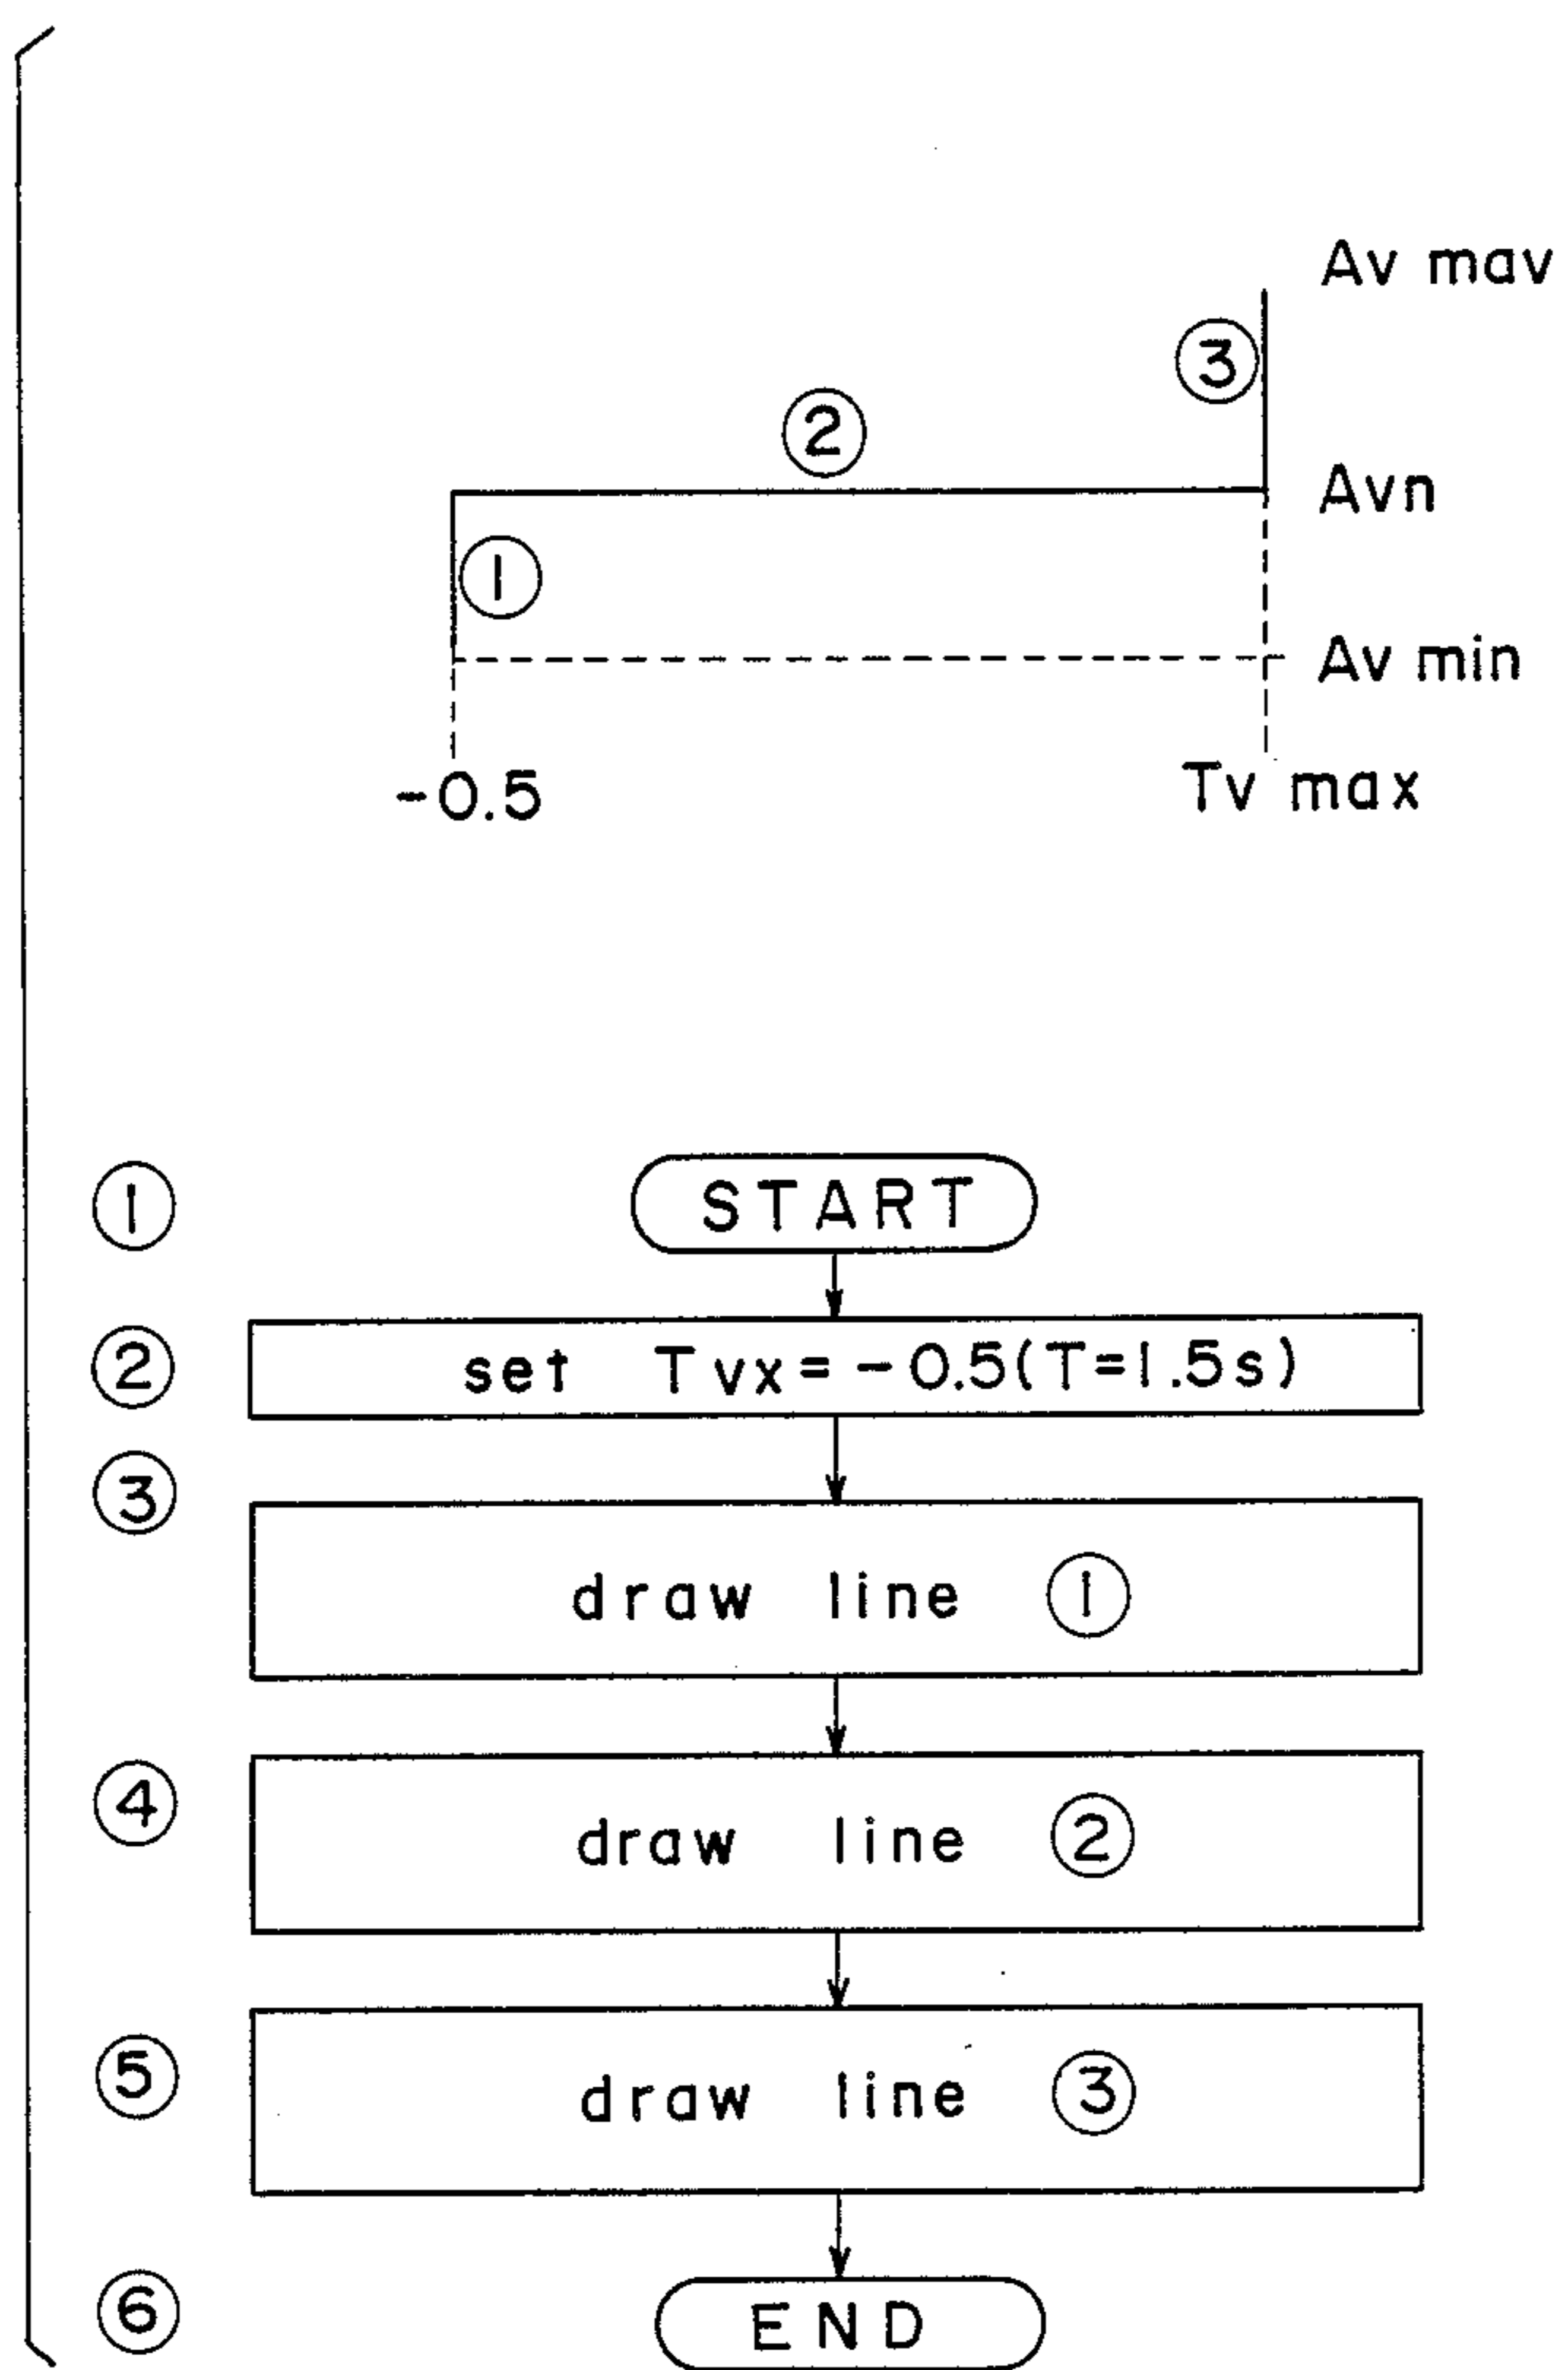 Av mav
③
②
Avn
①
Av min
-0.5 Tv max
① START
② set Tvx=-0.5(T=1.5s)
③
draw line ①
④
draw line ②
⑤
draw line ③
⑥ END